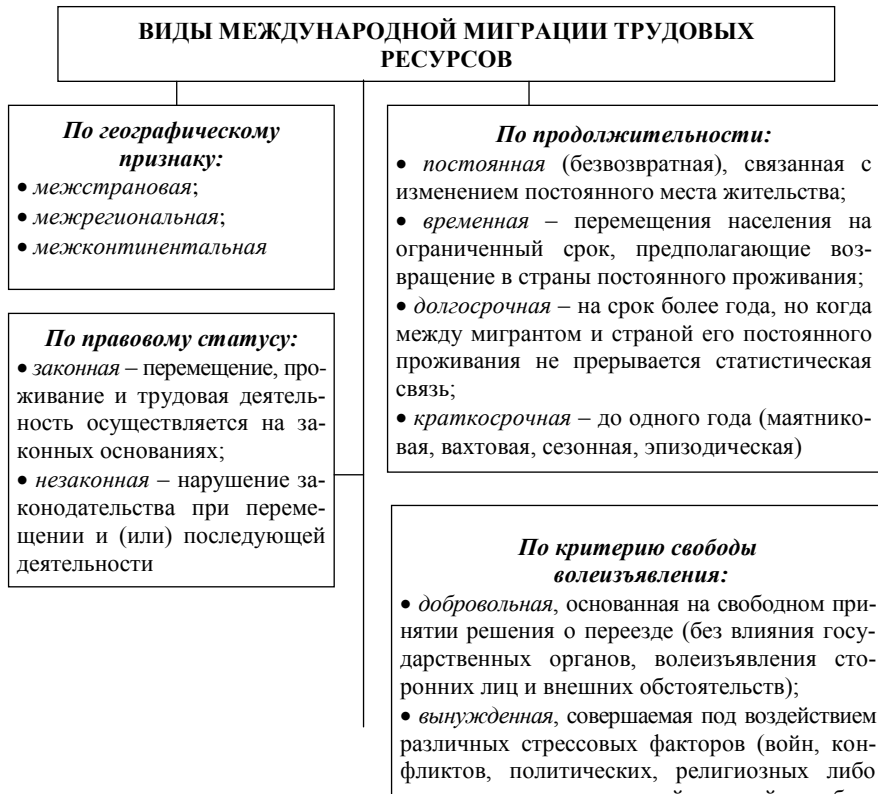 ВИДЫ МЕЖДУНАРОДНОЙ МИГРАЦИИ ТРУДОВЫХ
РЕСУРСОВ
По географическому
признаку:
• межстрановая;
• межрегиональная;
• межконтинентальная
По правовому статусу:
• законная – перемещение, про-
живание и трудовая деятель-
ность осуществляется на за-
конных основаниях;
• незаконная – нарушение за-
конодательства при переме-
щении и (или) последующей
деятельности
По продолжительности:
• постоянная (безвозвратная), связанная с
изменением постоянного места жительства;
• временная – перемещения населения на
ограниченный срок, предполагающие воз-
вращение в страны постоянного проживания;
• долгосрочная – на срок более года, но когда
между мигрантом и страной его постоянного
проживания не прерывается статистическая
связь;
• краткосрочная – до одного года (маятнико-
вая, вахтовая, сезонная, эпизодическая)
По критерию свободы
волеизъявления:
• добровольная, основанная на свободном при-
нятии решения о переезде (без влияния госу-
дарственных органов, волеизъявления сто-
ронних лиц и внешних обстоятельств);
• вынужденная, совершаемая под воздействием
различных стрессовых факторов (войн, кон-
фликтов, политических, религиозных либо